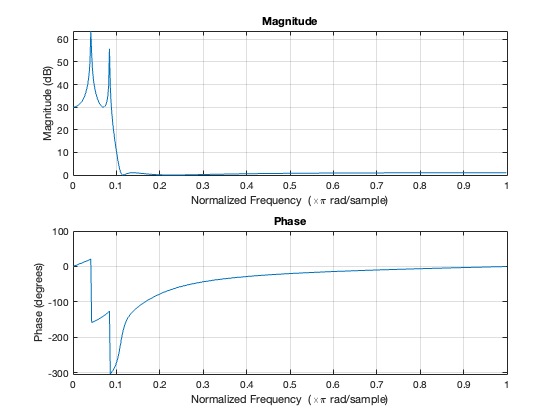 Magnitude
60
50
40
30
20
10
0
Magnitude (dB)
0 0.1 0.2 0.3 0.4 0.5 0.6 0.7 0.8 0.9 1
Normalized Frequency (×π rad/sample)
Phase
100
0
-100
-200
-300
Phase (degrees)
0 0.1 0.2 0.3 0.4 0.5 0.6 0.7 0.8 0.9 1
Normalized Frequency (×π rad/sample)